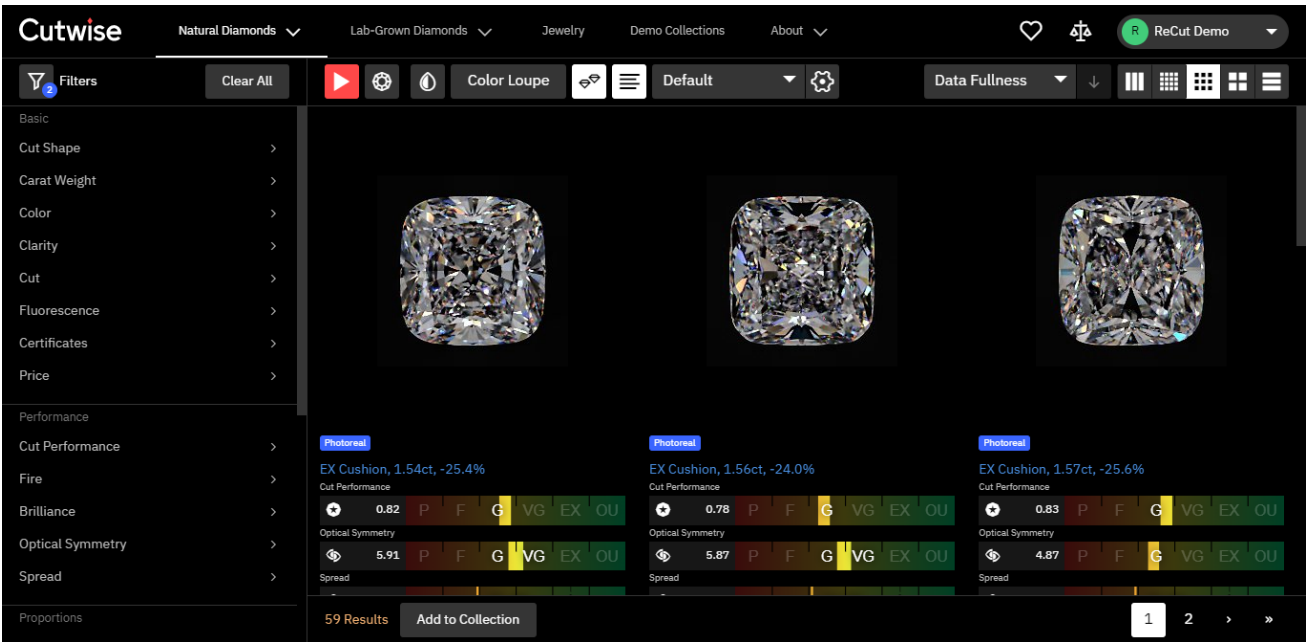 Cutwise
Natural Diamonds
Lab-Grown Diamonds
Jewelry
Demo Collections
About
R
ReCut Demo
2
Filters
Clear All
Color Loupe
Default
Data Fullness
Basic
Cut Shape
Carat Weight
Color
Clarity
Cut
Fluorescence
Certificates
Price
Performance
Cut Performance
Fire
Brilliance
Optical Symmetry
Spread
Proportions
Photoreal
EX Cushion, 1.54ct, -25.4%
Cut Performance
0.82 P F G VG EX OU
Optical Symmetry
5.91 P F G VG EX OU
Spread
Photoreal
EX Cushion, 1.56ct, -24.0%
Cut Performance
0.78 P F G VG EX OU
Optical Symmetry
5.87 P F G VG EX OU
Spread
Photoreal
EX Cushion, 1.57ct, -25.6%
Cut Performance
0.83 P F G VG EX OU
Optical Symmetry
4.87 P F G VG EX OU
Spread
59 Results
Add to Collection
1 2 › »